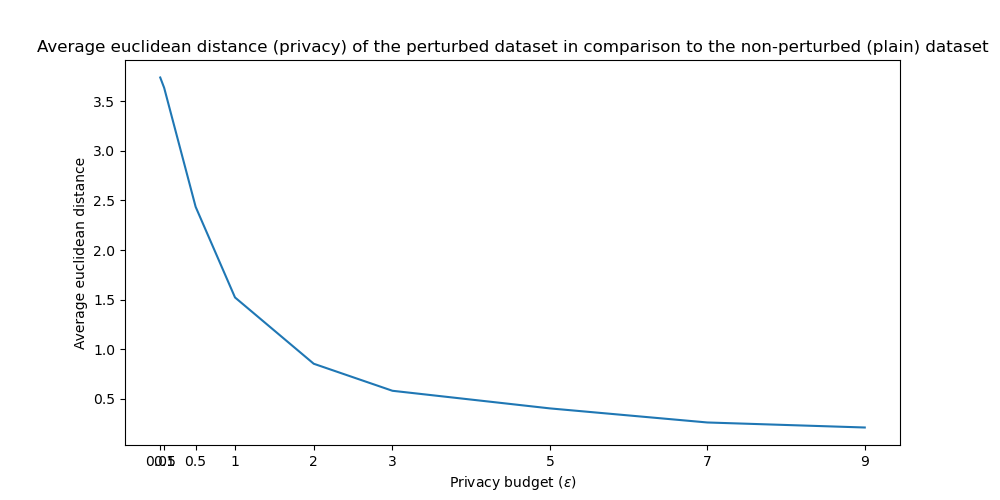 Average euclidean distance (privacy) of the perturbed dataset in comparison to the non-perturbed (plain) dataset
Average euclidean distance
3.5
3.0
2.5
2.0
1.5
1.0
0.5
0.5 1 2 3 5 7 9
Privacy budget (ε)